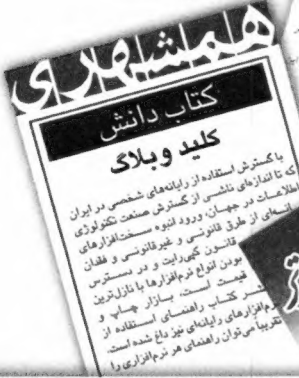 همشهری
کتاب دانش
کلید وبلاگ
با گسترش استفاده از رایانه‌های شخصی در ایران
که تا اندازه‌ای ناشی از گسترش صنعت تکنولوژی
اطلاعات در جهان، ورود انبوه سخت‌افزارهای
از طرق قانونی و غیرقانونی و فقدان
قانون کپی‌رایت و در دسترس
بودن انواع نرم‌افزارها با نازل‌ترین
قیمت است، بازار چاپ و
نشر کتاب راهنمای استفاده از
نرم‌افزارهای رایانه‌ای نیز داغ شده است.
تقریباً می‌توان راهنمای هر نرم‌افزاری را